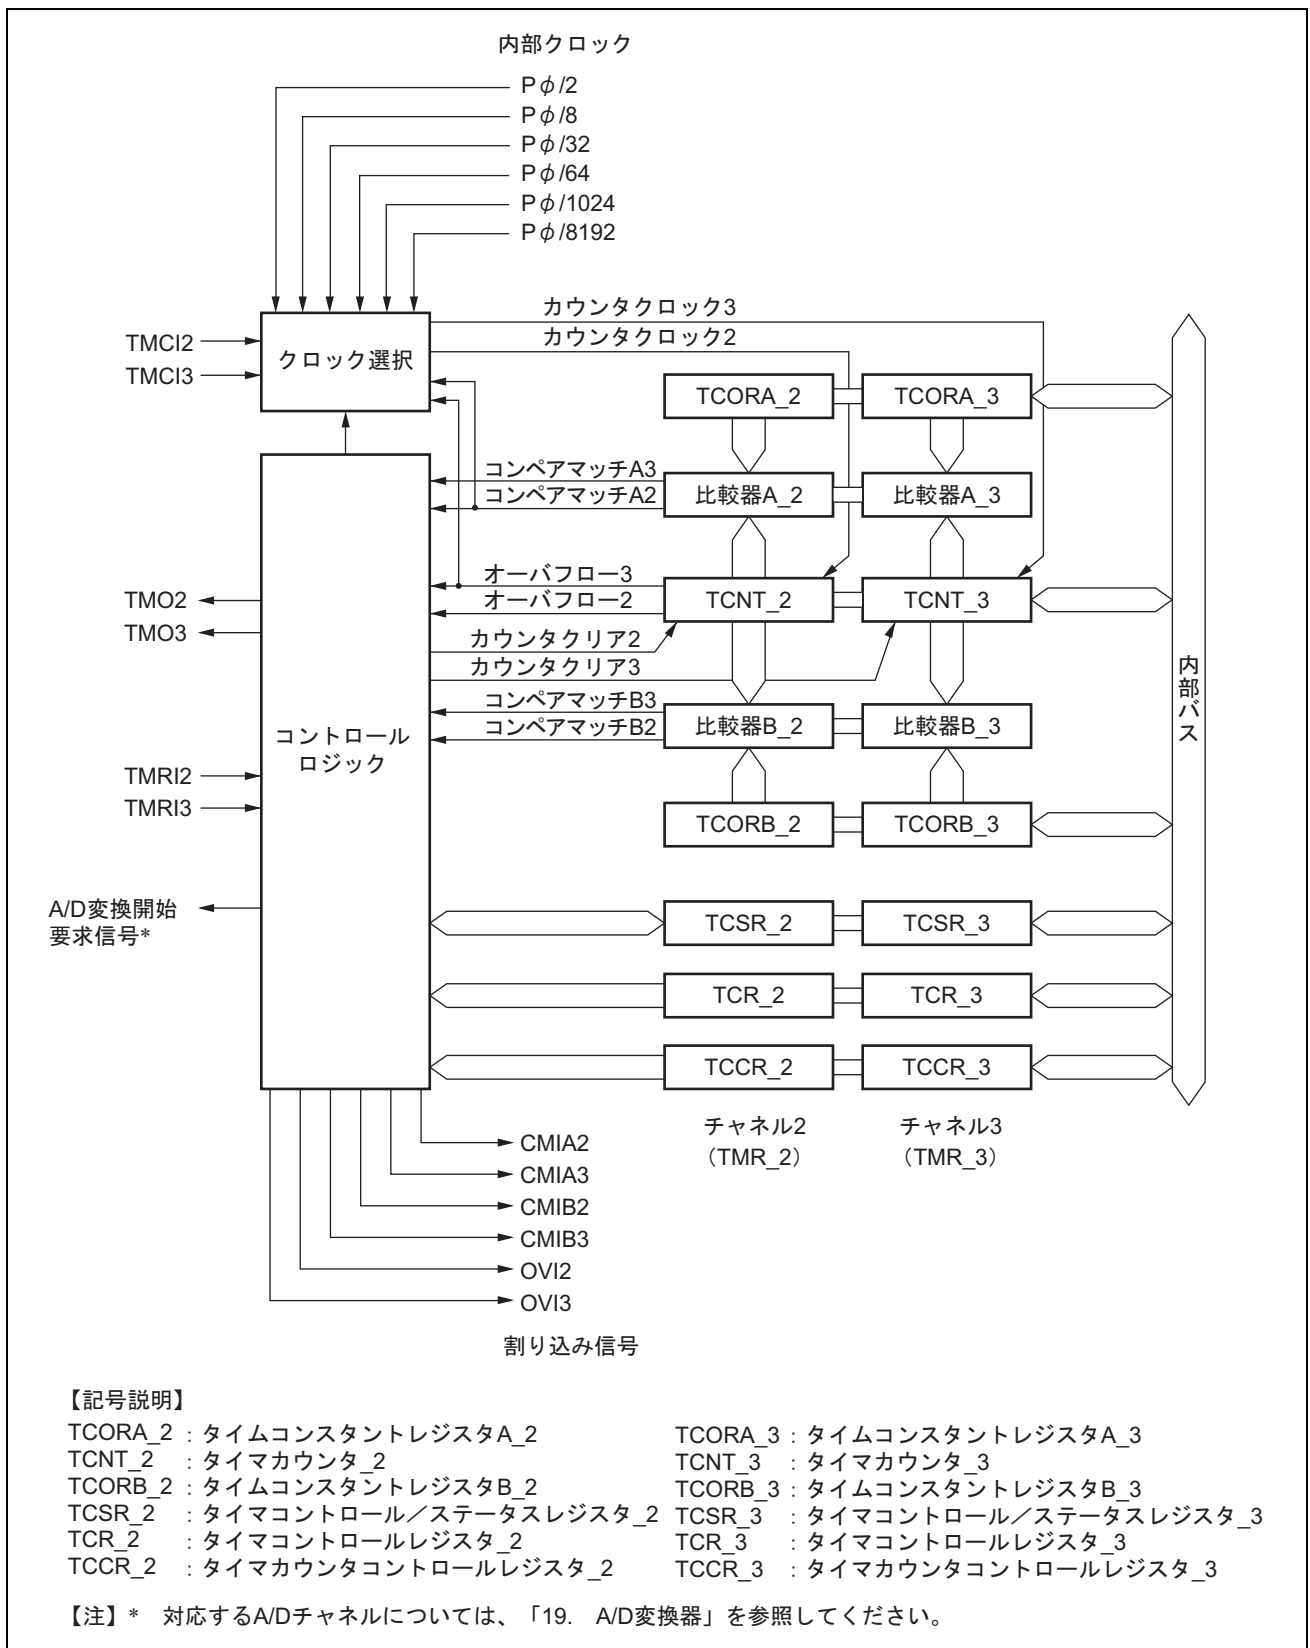 内部クロック
Pφ/2
Pφ/8
Pφ/32
Pφ/64
Pφ/1024
Pφ/8192
カウンタクロック3
カウンタクロック2
TMCI2
TMCI3
クロック選択
TCORA_2
TCORA_3
コンペアマッチA3
コンペアマッチA2
比較器A_2
比較器A_3
オーバフロー3
オーバフロー2
TCNT_2
TCNT_3
TMO2
TMO3
カウンタクリア2
カウンタクリア3
コンペアマッチB3
コンペアマッチB2
比較器B_2
比較器B_3
内部バス
コントロール
ロジック
TMRI2
TMRI3
TCORB_2
TCORB_3
A/D変換開始
要求信号*
TCSR_2
TCSR_3
TCR_2
TCR_3
TCCR_2
TCCR_3
チャネル2
（TMR_2）
チャネル3
（TMR_3）
CMIA2
CMIA3
CMIB2
CMIB3
OVI2
OVI3
割り込み信号
【記号説明】
TCORA_2 : タイムコンスタントレジスタA_2
TCNT_2 : タイマカウンタ_2
TCORB_2 : タイムコンスタントレジスタB_2
TCSR_2 : タイマコントロール／ステータスレジスタ_2
TCR_2 : タイマコントロールレジスタ_2
TCCR_2 : タイマカウンタコントロールレジスタ_2
TCORA_3 : タイムコンスタントレジスタA_3
TCNT_3 : タイマカウンタ_3
TCORB_3 : タイムコンスタントレジスタB_3
TCSR_3 : タイマコントロール／ステータスレジスタ_3
TCR_3 : タイマコントロールレジスタ_3
TCCR_3 : タイマカウンタコントロールレジスタ_3
【注】* 対応するA/Dチャネルについては、「19. A/D変換器」を参照してください。